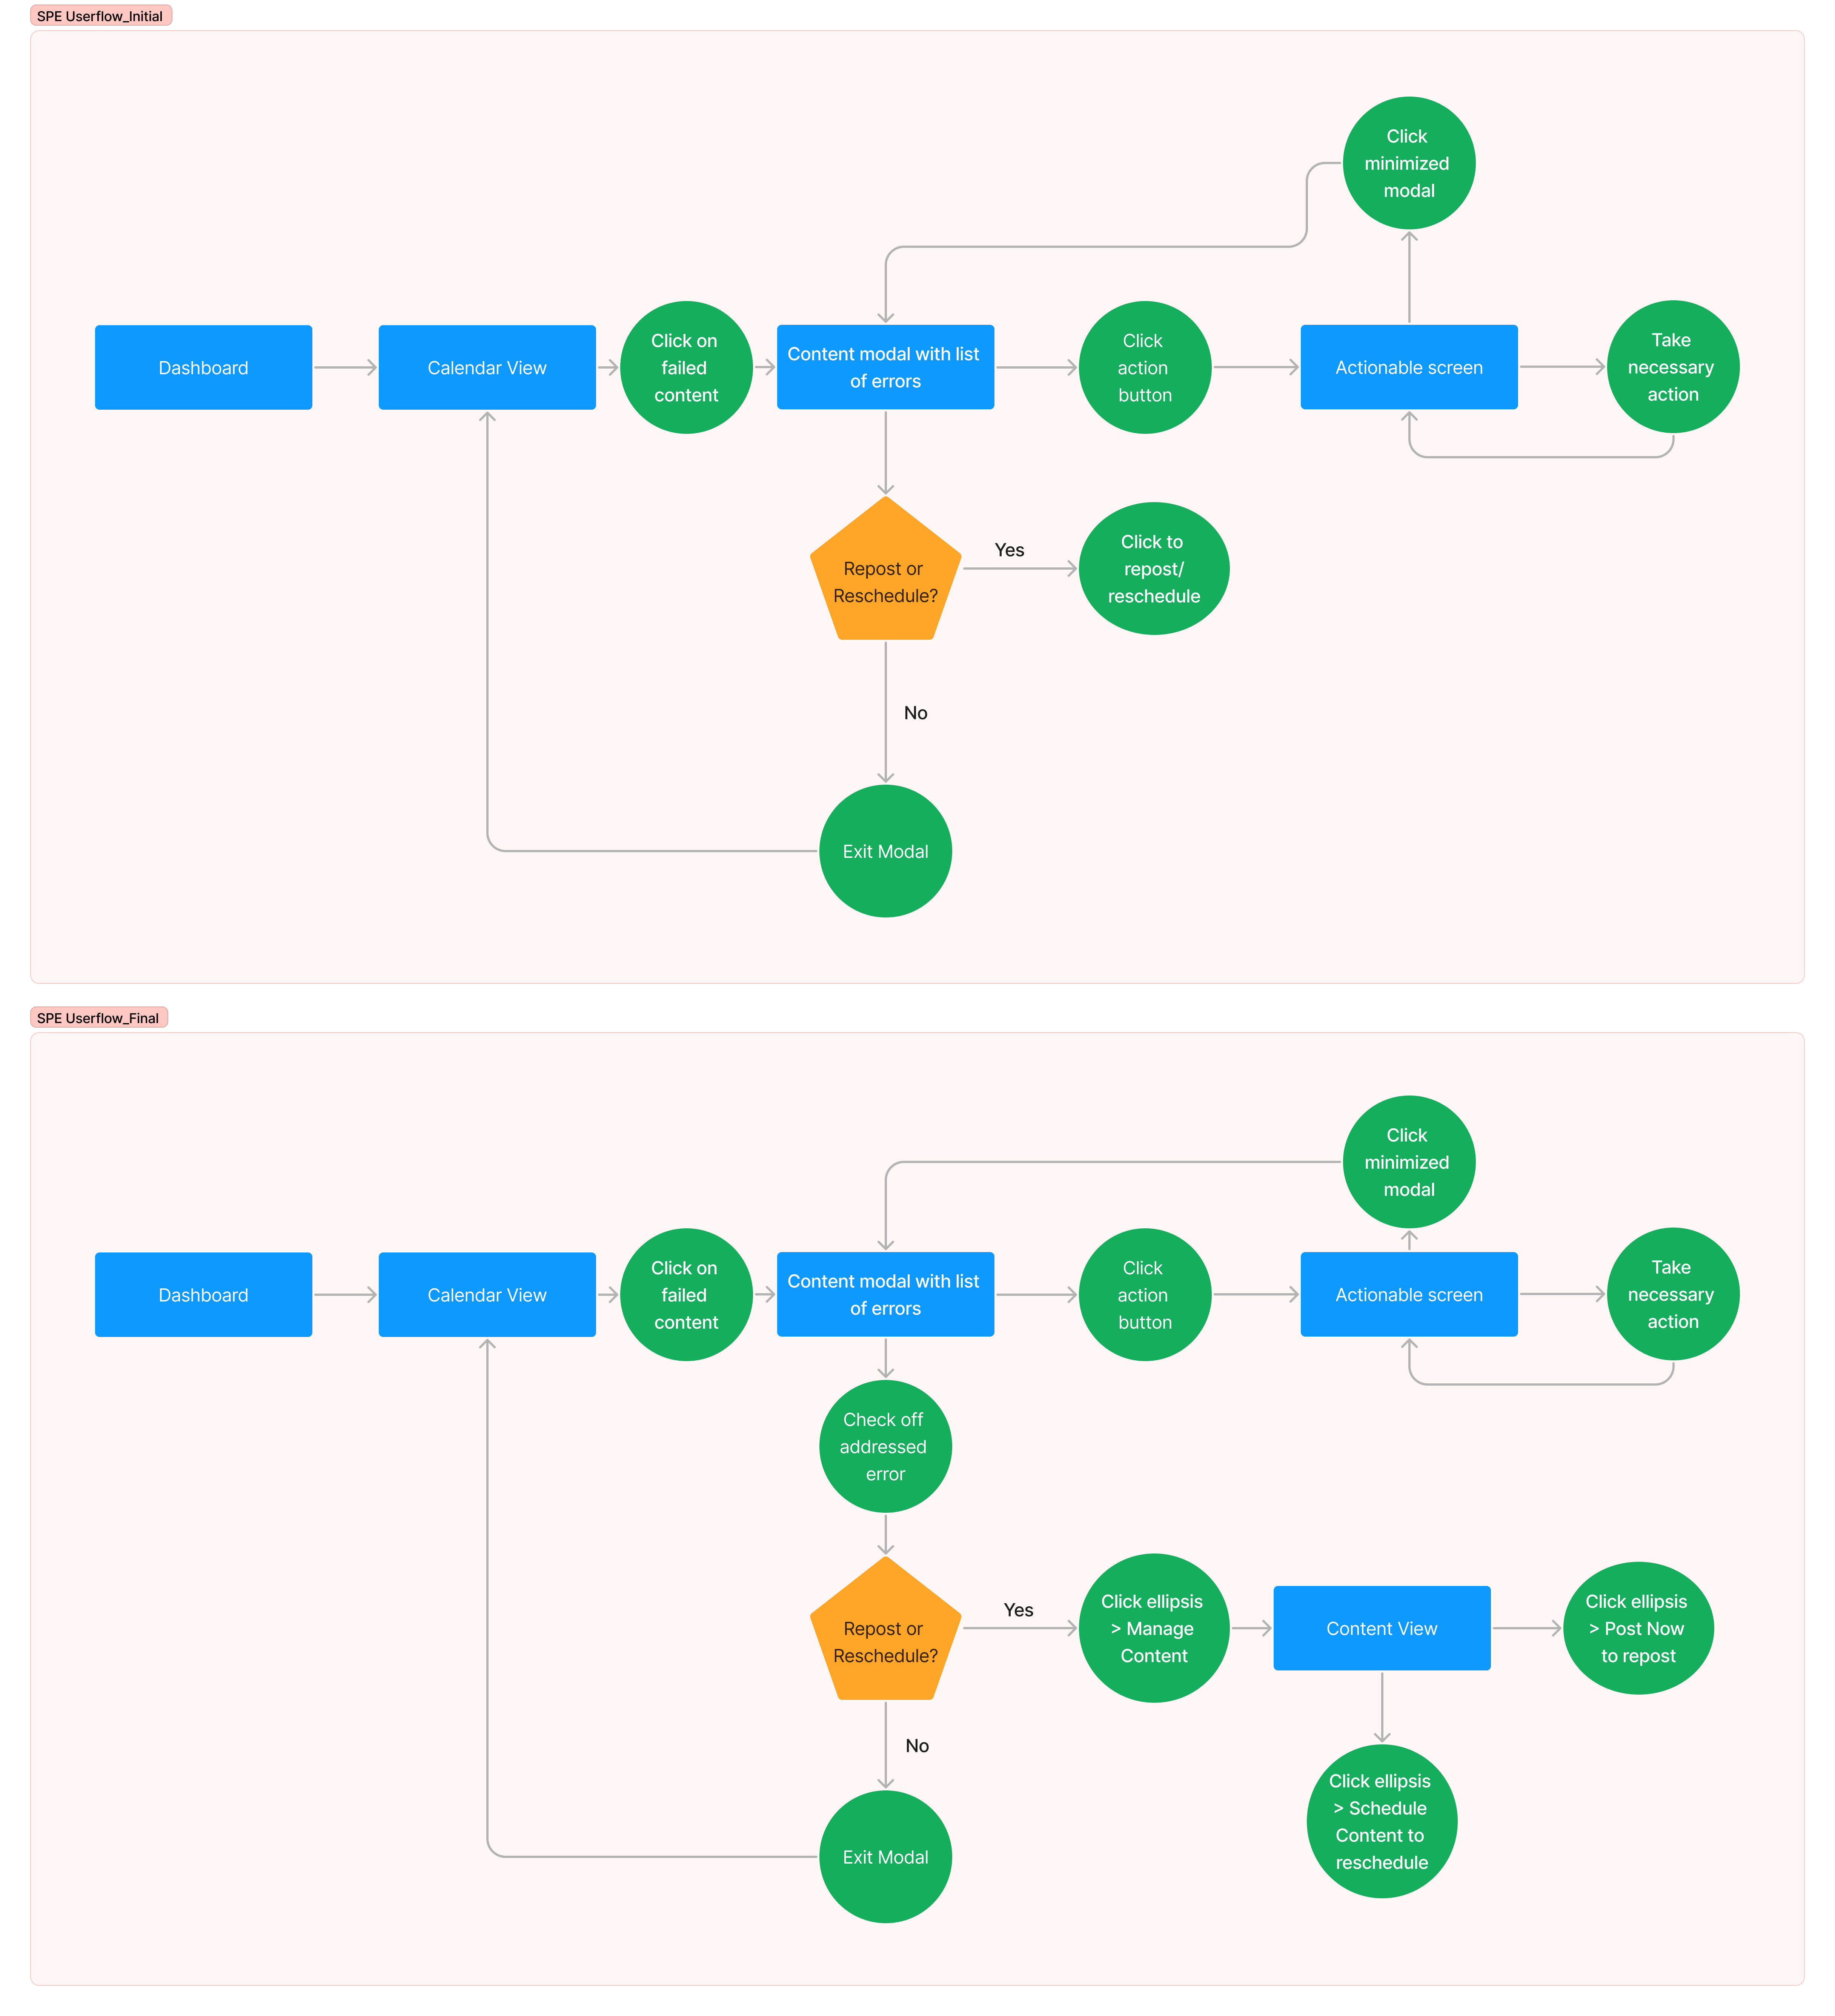 SPE Userflow_Initial
Click
minimized
modal
Dashboard
Calendar View
Click on
failed
content
Content modal with list
of errors
Click
action
button
Actionable screen
Take
necessary
action
Repost or
Reschedule?
Yes
Click to
repost/
reschedule
No
Exit Modal
SPE Userflow_Final
Click
minimized
modal
Dashboard
Calendar View
Click on
failed
content
Content modal with list
of errors
Click
action
button
Actionable screen
Take
necessary
action
Check off
addressed
error
Repost or
Reschedule?
Yes
Click ellipsis
> Manage
Content
Content View
Click ellipsis
> Post Now
to repost
No
Click ellipsis
> Schedule
Content to
reschedule
Exit Modal